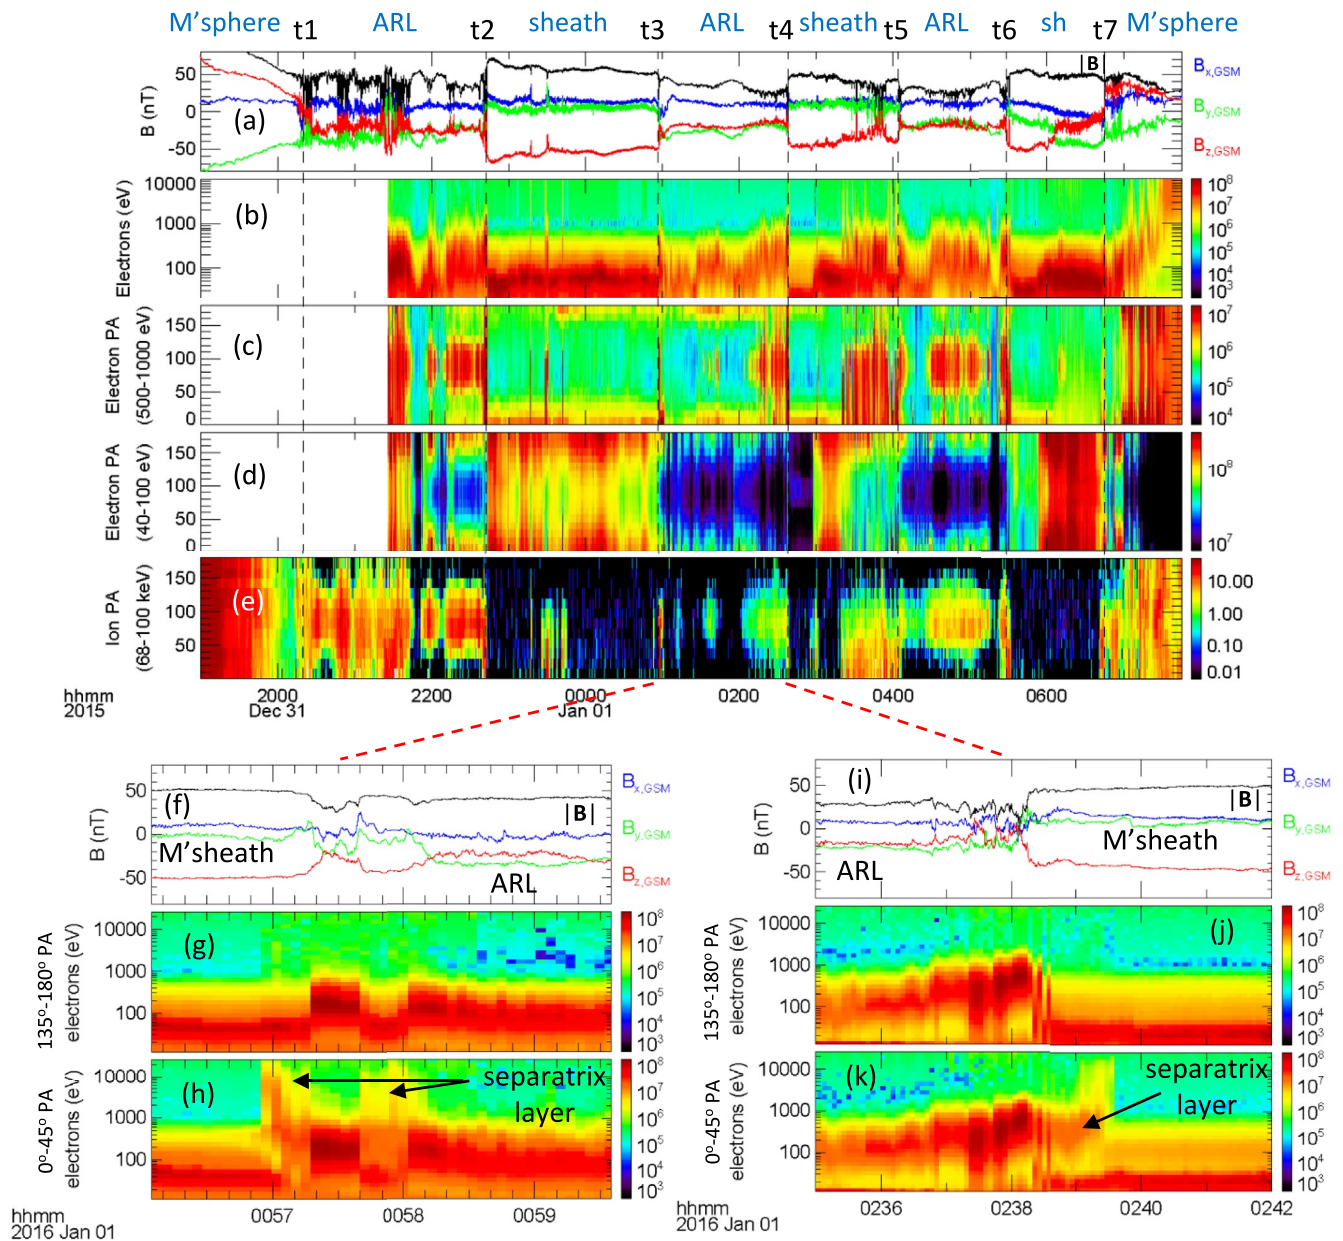 M'sphere t1 ARL t2 sheath t3 ARL t4 sheath t5 ARL t6 sh t7 M'sphere
B (nT)
50
0
-50
(a)
|B|
Bx,GSM
By,GSM
Bz,GSM
Electrons (eV)
10000
1000
100
(b)
10^8
10^7
10^6
10^5
10^4
10^3
Electron PA
(500-1000 eV)
150
100
50
0
(c)
10^7
10^6
10^5
10^4
Electron PA
(40-100 eV)
150
100
50
0
(d)
10^8
10^7
Ion PA
(68-100 keV)
150
100
50
(e)
10.00
1.00
0.10
0.01
hhmm
2015
2000 2200 0000 0200 0400 0600
Dec 31 Jan 01
B (nT)
50
0
-50
(f)
M'sheath
ARL
|B|
Bx,GSM
By,GSM
Bz,GSM
135º-180º PA
electrons (eV)
10000
1000
100
(g)
10^8
10^7
10^6
10^5
10^4
10^3
0º-45º PA
electrons (eV)
10000
1000
100
(h)
separatrix
layer
10^8
10^7
10^6
10^5
10^4
10^3
hhmm
2016 Jan 01
0057 0058 0059
B (nT)
50
0
-50
(i)
ARL
M'sheath
|B|
Bx,GSM
By,GSM
Bz,GSM
135º-180º PA
electrons (eV)
10000
1000
100
(j)
10^8
10^7
10^6
10^5
10^4
10^3
0º-45º PA
electrons (eV)
10000
1000
100
(k)
separatrix
layer
10^8
10^7
10^6
10^5
10^4
10^3
hhmm
2016 Jan 01
0236 0238 0240 0242